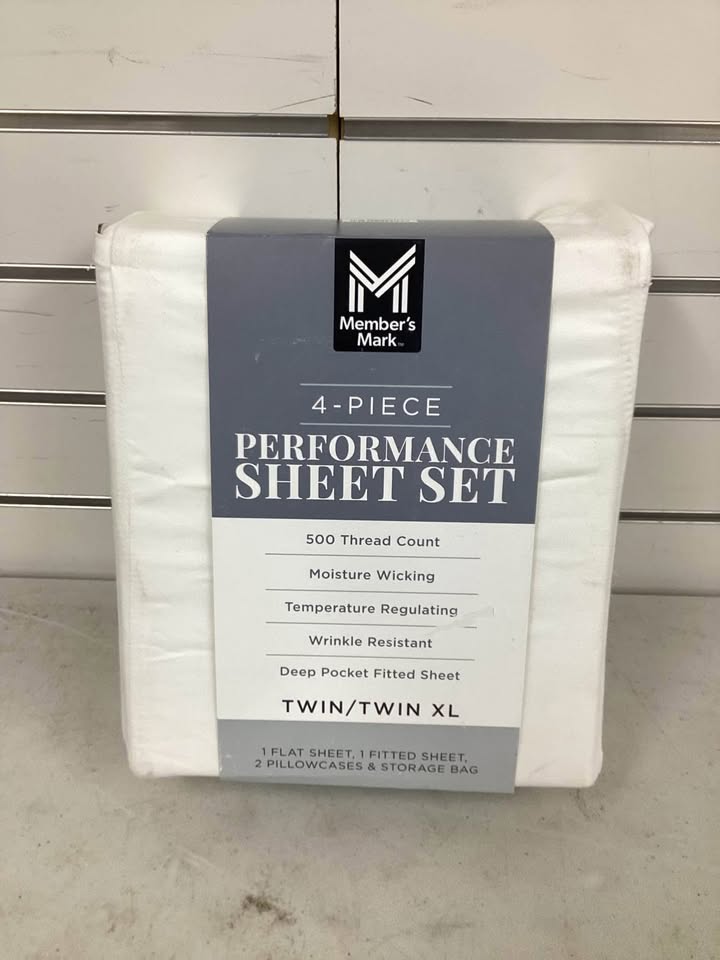 Member's
Mark™
4-PIECE
PERFORMANCE
SHEET SET
500 Thread Count
Moisture Wicking
Temperature Regulating
Wrinkle Resistant
Deep Pocket Fitted Sheet
TWIN/TWIN XL
1 FLAT SHEET, 1 FITTED SHEET,
2 PILLOWCASES & STORAGE BAG